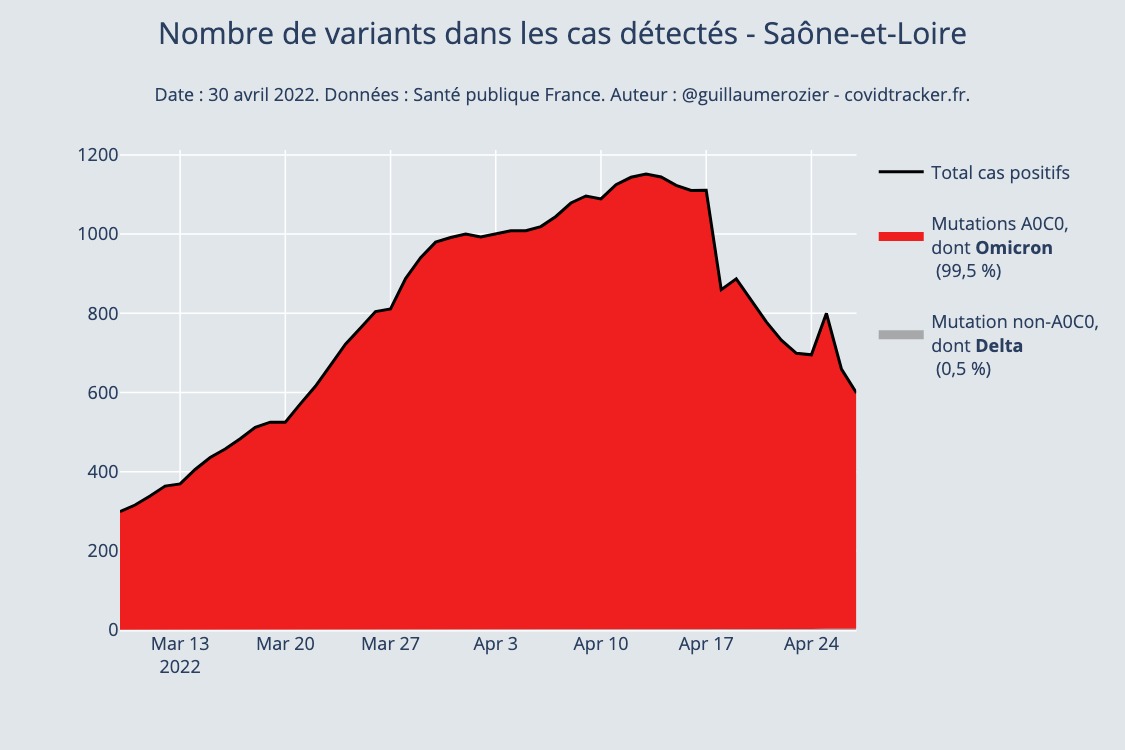 Nombre de variants dans les cas détectés - Saône-et-Loire
Date : 30 avril 2022. Données : Santé publique France. Auteur : @guillaumerozier - covidtracker.fr.
1200
1000
800
600
400
200
0
Mar 13
2022
Mar 20
Mar 27
Apr 3
Apr 10
Apr 17
Apr 24
Total cas positifs
Mutations A0C0,
dont Omicron
(99,5 %)
Mutation non-A0C0,
dont Delta
(0,5 %)